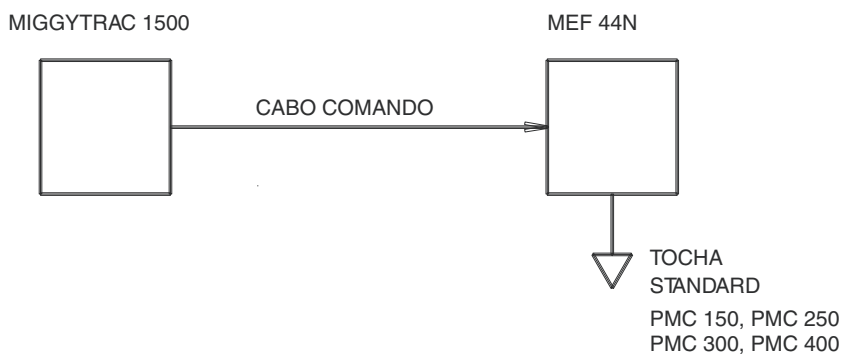 MIGGYTRAC 1500
MEF 44N
CABO COMANDO
TOCHA
STANDARD
PMC 150, PMC 250
PMC 300, PMC 400